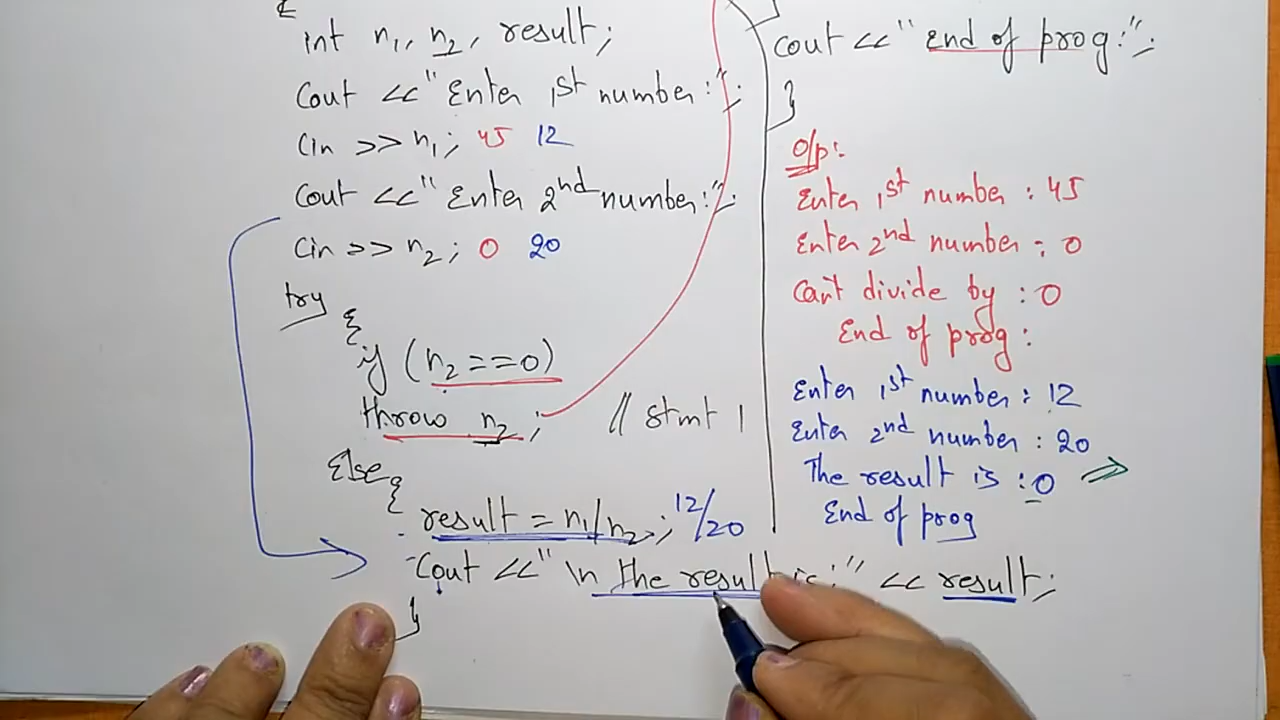 {
int n1, n2, result;
Cout <<"Enter 1st number:";
Cin >> n1; 45 12
Cout <<"Enter 2nd number:";
Cin >> n2; 0 20
try
{
if (n2==0)
throw n2; // Stmt 1
Else
{
result = n1/n2; 12/20
Cout <<"\n the result is:" << result;
}
Cout <<"End of prog:";
}
O/p:
Enter 1st number : 45
Enter 2nd number : 0
Can't divide by : 0
End of prog :
Enter 1st number : 12
Enter 2nd number : 20
The result is : 0 ⇒
End of prog